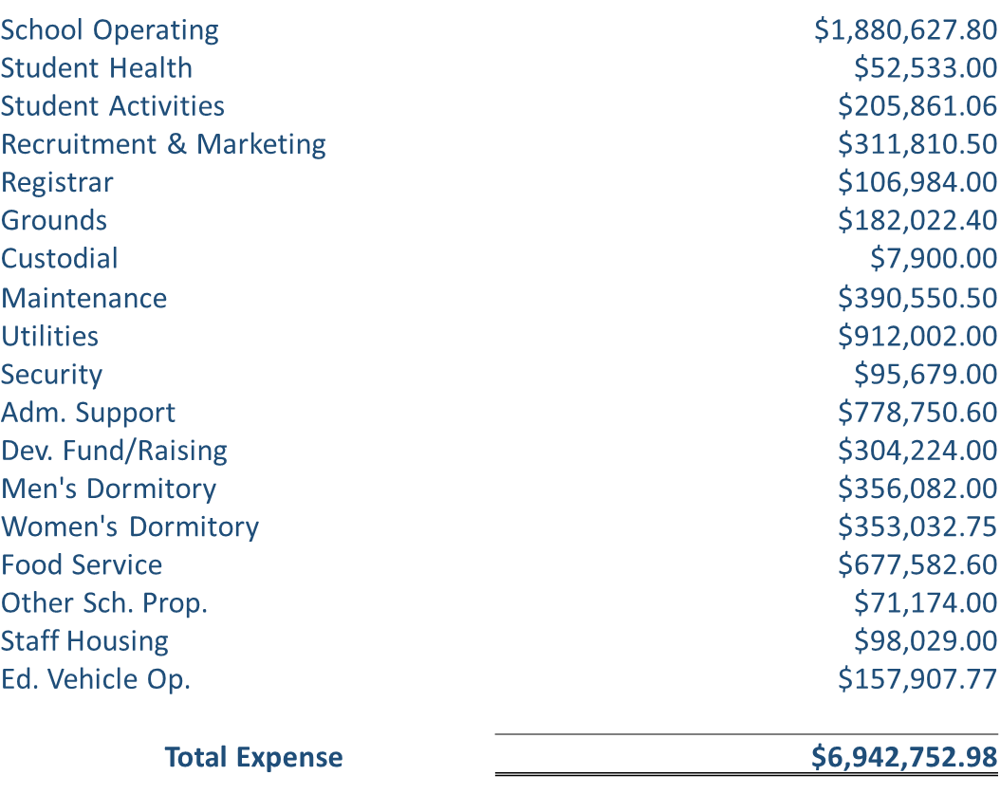 School Operating $1,880,627.80
Student Health $52,533.00
Student Activities $205,861.06
Recruitment & Marketing $311,810.50
Registrar $106,984.00
Grounds $182,022.40
Custodial $7,900.00
Maintenance $390,550.50
Utilities $912,002.00
Security $95,679.00
Adm. Support $778,750.60
Dev. Fund/Raising $304,224.00
Men's Dormitory $356,082.00
Women's Dormitory $353,032.75
Food Service $677,582.60
Other Sch. Prop. $71,174.00
Staff Housing $98,029.00
Ed. Vehicle Op. $157,907.77
Total Expense $6,942,752.98